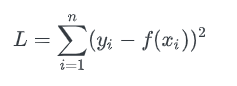 L = \sum_{i=1}^{n} (y_i - f(x_i))^2